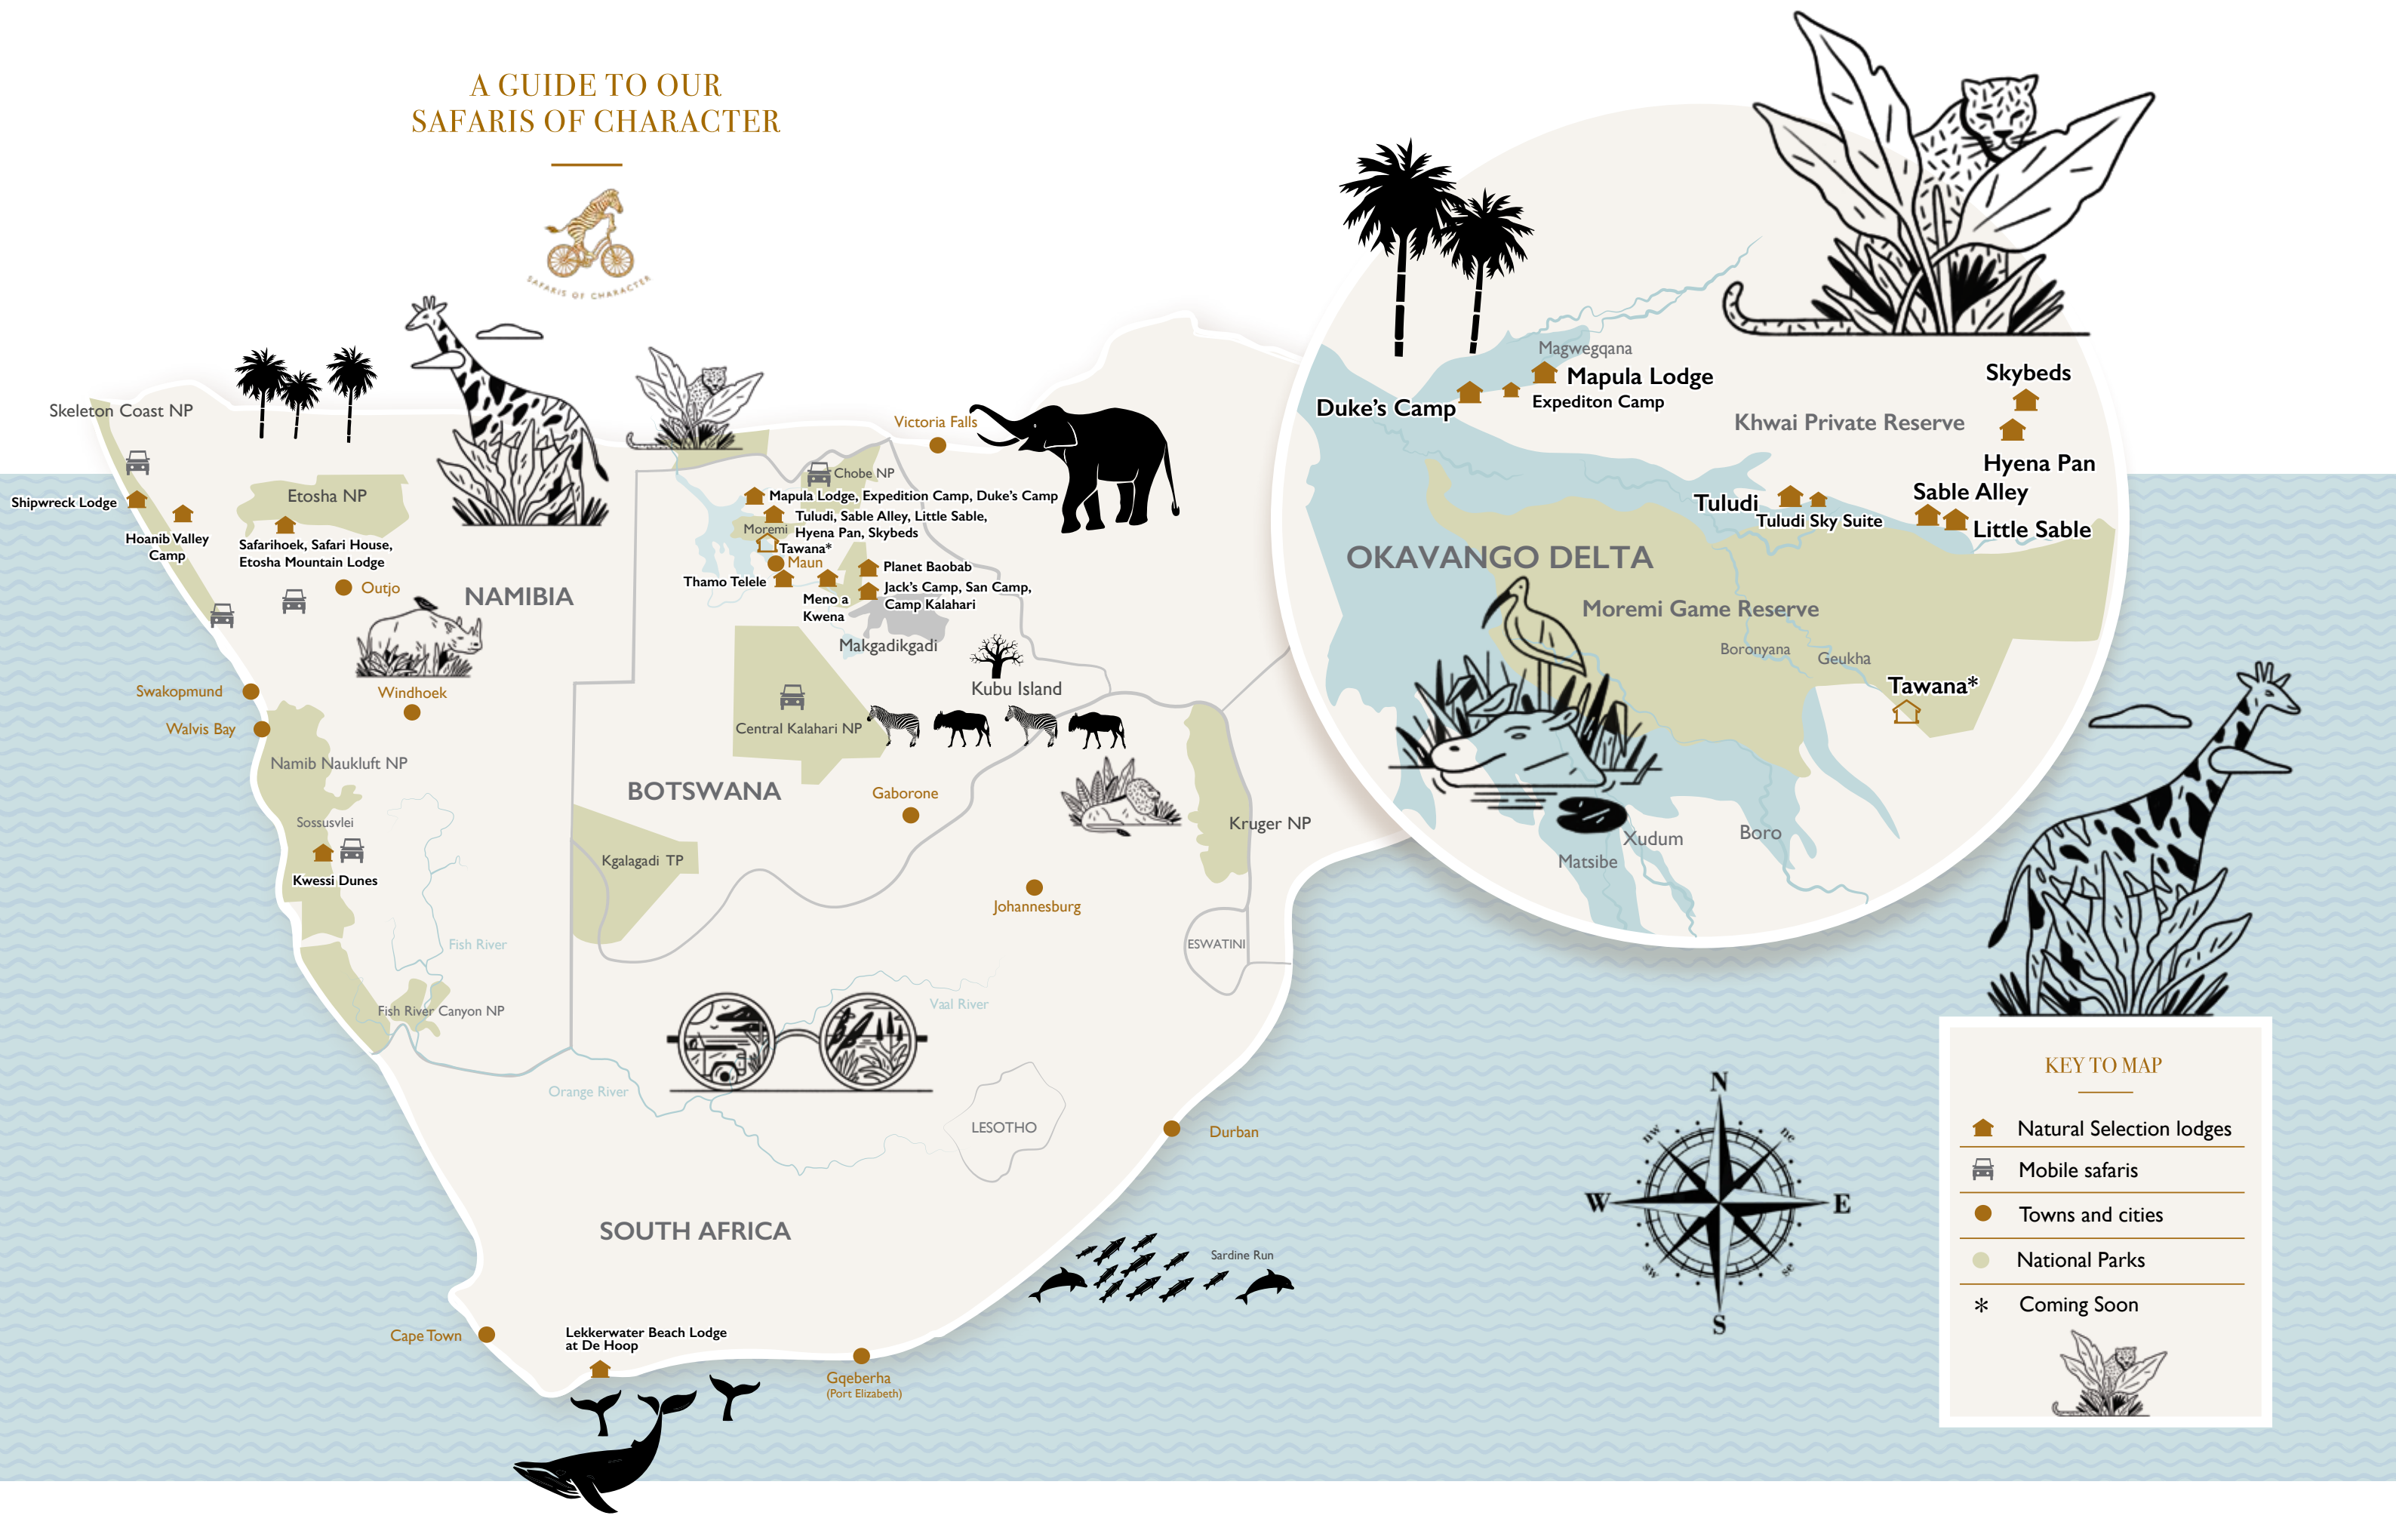 A GUIDE TO OUR
SAFARIS OF CHARACTER
SAFARIS OF CHARACTER
Skeleton Coast NP
Shipwreck Lodge
Hoanib Valley
Camp
Etosha NP
Safarihoek, Safari House,
Etosha Mountain Lodge
Outjo
NAMIBIA
Swakopmund
Walvis Bay
Windhoek
Namib Naukluft NP
Sossusvlei
Kwessi Dunes
Fish River
Fish River Canyon NP
Victoria Falls
Chobe NP
Mapula Lodge, Expedition Camp, Duke's Camp
Tuludi, Sable Alley, Little Sable,
Hyena Pan, Skybeds
Moremi
Tawana*
Maun
Thamo Telele
Meno a
Kwena
Planet Baobab
Jack's Camp, San Camp,
Camp Kalahari
Makgadikgadi
Kubu Island
Central Kalahari NP
BOTSWANA
Gaborone
Kgalagadi TP
Kruger NP
Johannesburg
ESWATINI
Vaal River
Orange River
LESOTHO
Durban
SOUTH AFRICA
Sardine Run
Cape Town
Lekkerwater Beach Lodge
at De Hoop
Gqeberha
(Port Elizabeth)
Magwegqana
Mapula Lodge
Duke's Camp
Expediton Camp
Khwai Private Reserve
Skybeds
Hyena Pan
Sable Alley
Little Sable
Tuludi
Tuludi Sky Suite
OKAVANGO DELTA
Moremi Game Reserve
Boronyana
Geukha
Tawana*
Xudum
Boro
Matsibe
N
nw
ne
W
E
sw
se
S
KEY TO MAP
Natural Selection lodges
Mobile safaris
Towns and cities
National Parks
* Coming Soon